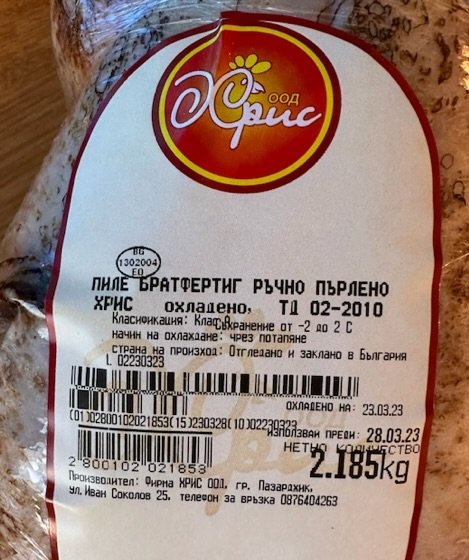 Хрис ООД
BG
1302004
EO
ПИЛЕ БРАТФЕРТИГ РЪЧНО ПЪРЛЕНО
ХРИС охладено, ТД 02-2010
Класификация: Клас А
Съхранение от -2 до 2 С
начин на охлаждане: чрез потапяне
страна на произход: Отгледано и заклано в България
L 02230323
ОХЛАДЕНО НА: 23.03.23
(01)02800102021853(15)230328(10)02230323
ИЗПОЛЗВАН ПРЕДИ: 28.03.23
НЕТНО КОЛИЧЕСТВО
2.185kg
2 800102 021853
Производител: Фирма ХРИС ООД, гр. Пазарджик,
ул.Иван Соколов 25, телефон за връзка 0876404263